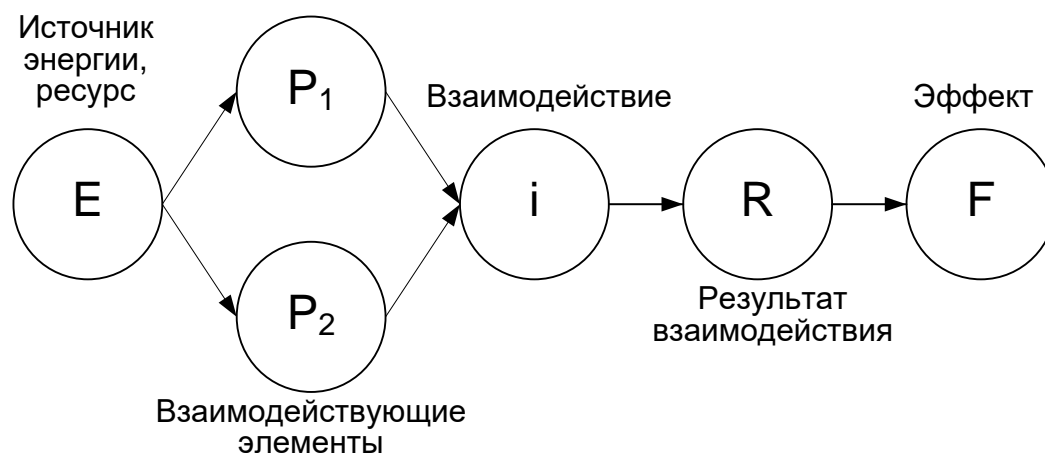 Источник
энергии,
ресурс
E
P₁
P₂
Взаимодействующие
элементы
Взаимодействие
i
R
Результат
взаимодействия
Эффект
F